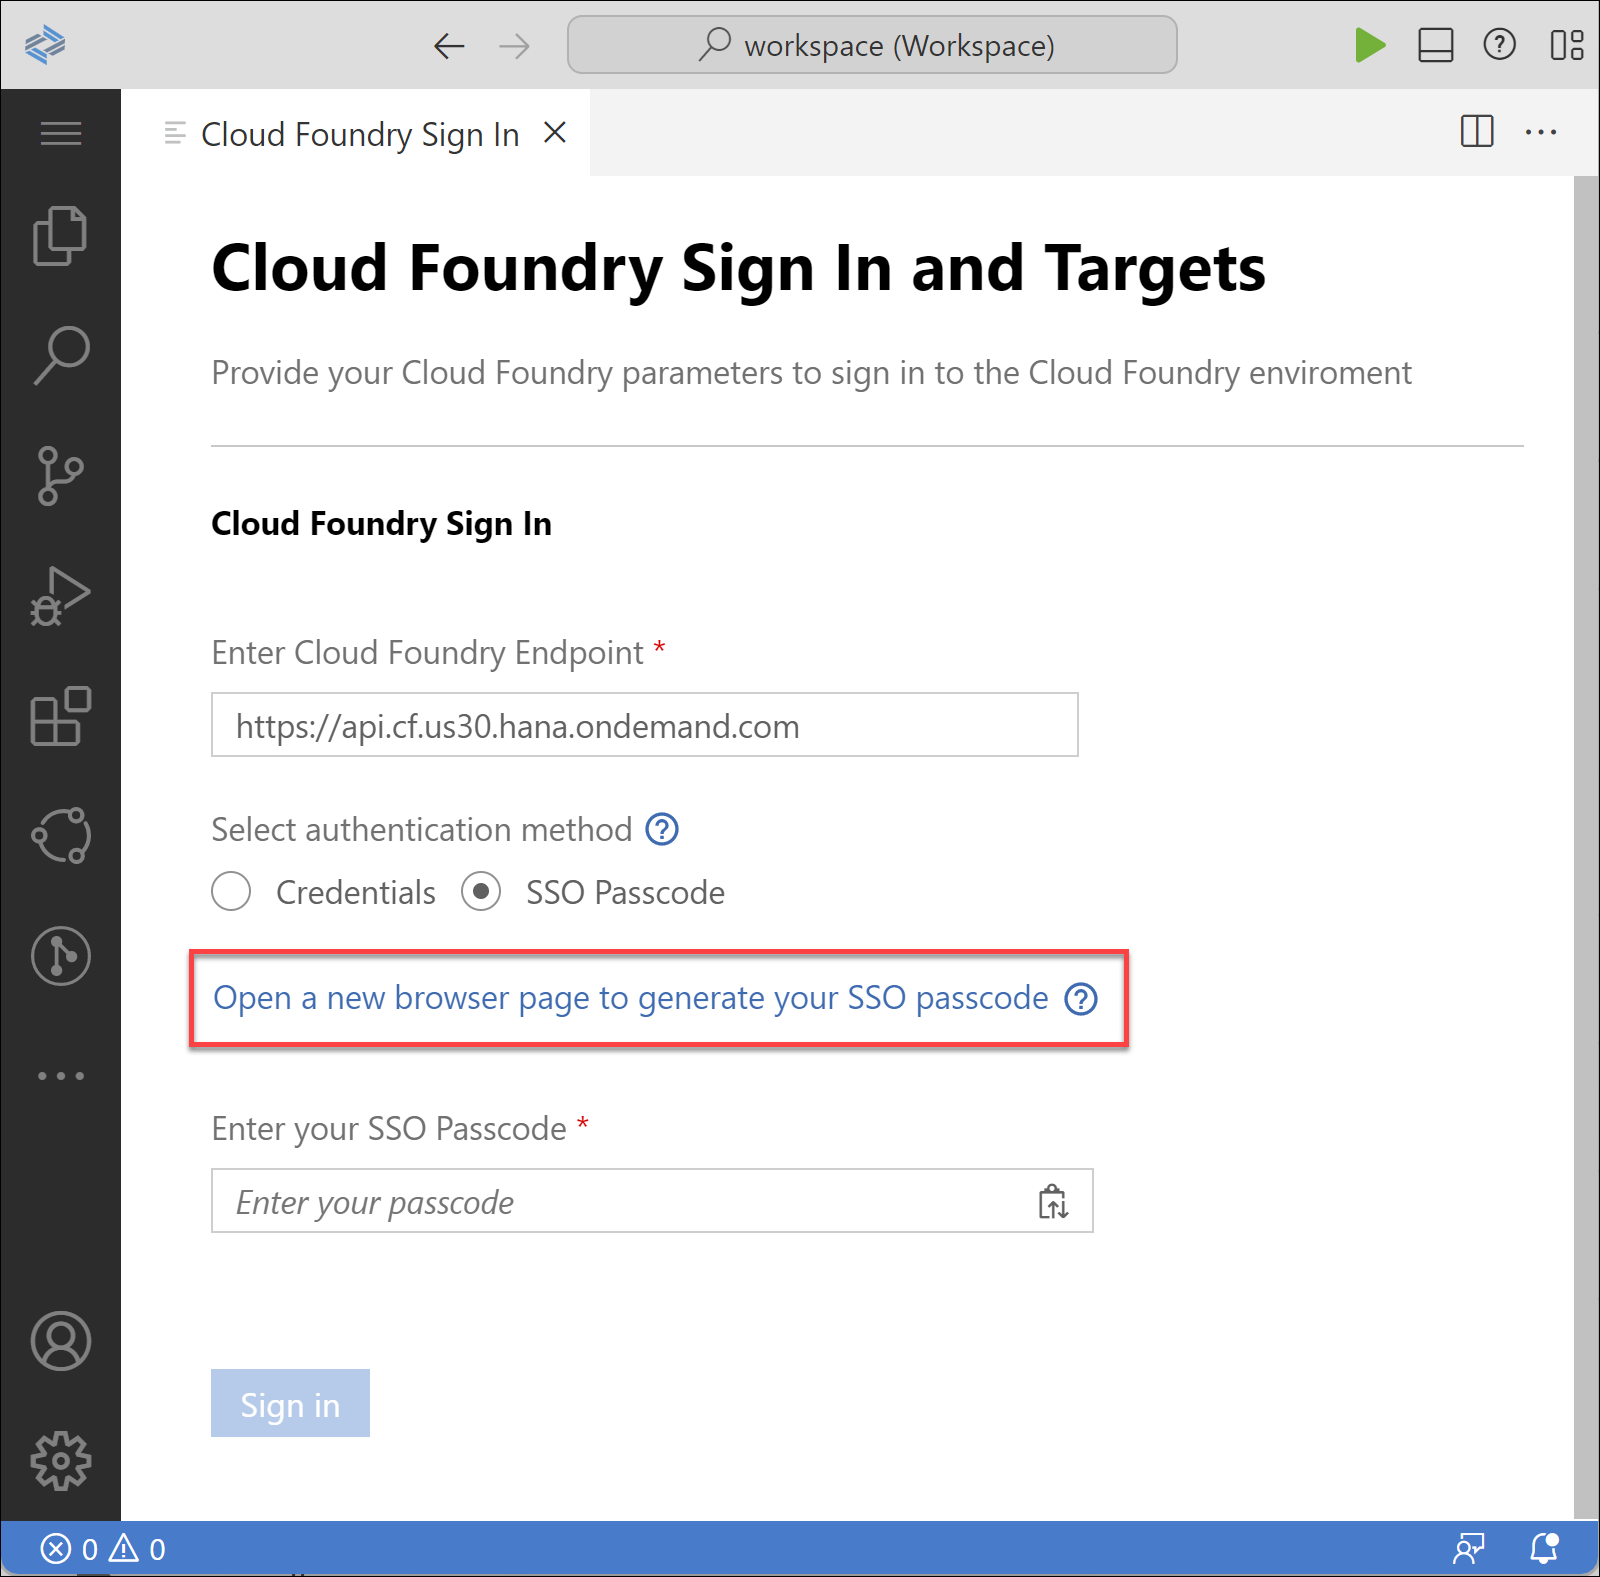 workspace (Workspace)
Cloud Foundry Sign In
Cloud Foundry Sign In and Targets
Provide your Cloud Foundry parameters to sign in to the Cloud Foundry enviroment
Cloud Foundry Sign In
Enter Cloud Foundry Endpoint *
https://api.cf.us30.hana.ondemand.com
Select authentication method ?
Credentials SSO Passcode
Open a new browser page to generate your SSO passcode ?
Enter your SSO Passcode *
Enter your passcode
Sign in
0 0